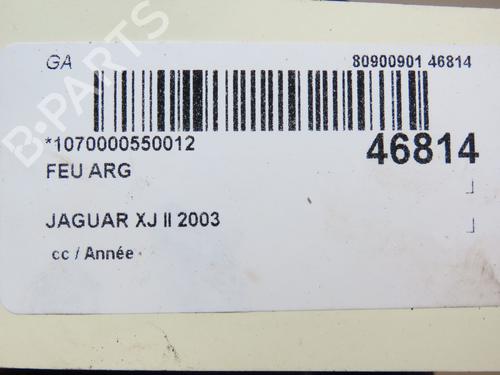 GA 80900901 46814
*1070000550012 46814
FEU ARG
JAGUAR XJ II 2003
cc / Année
B-PARTS